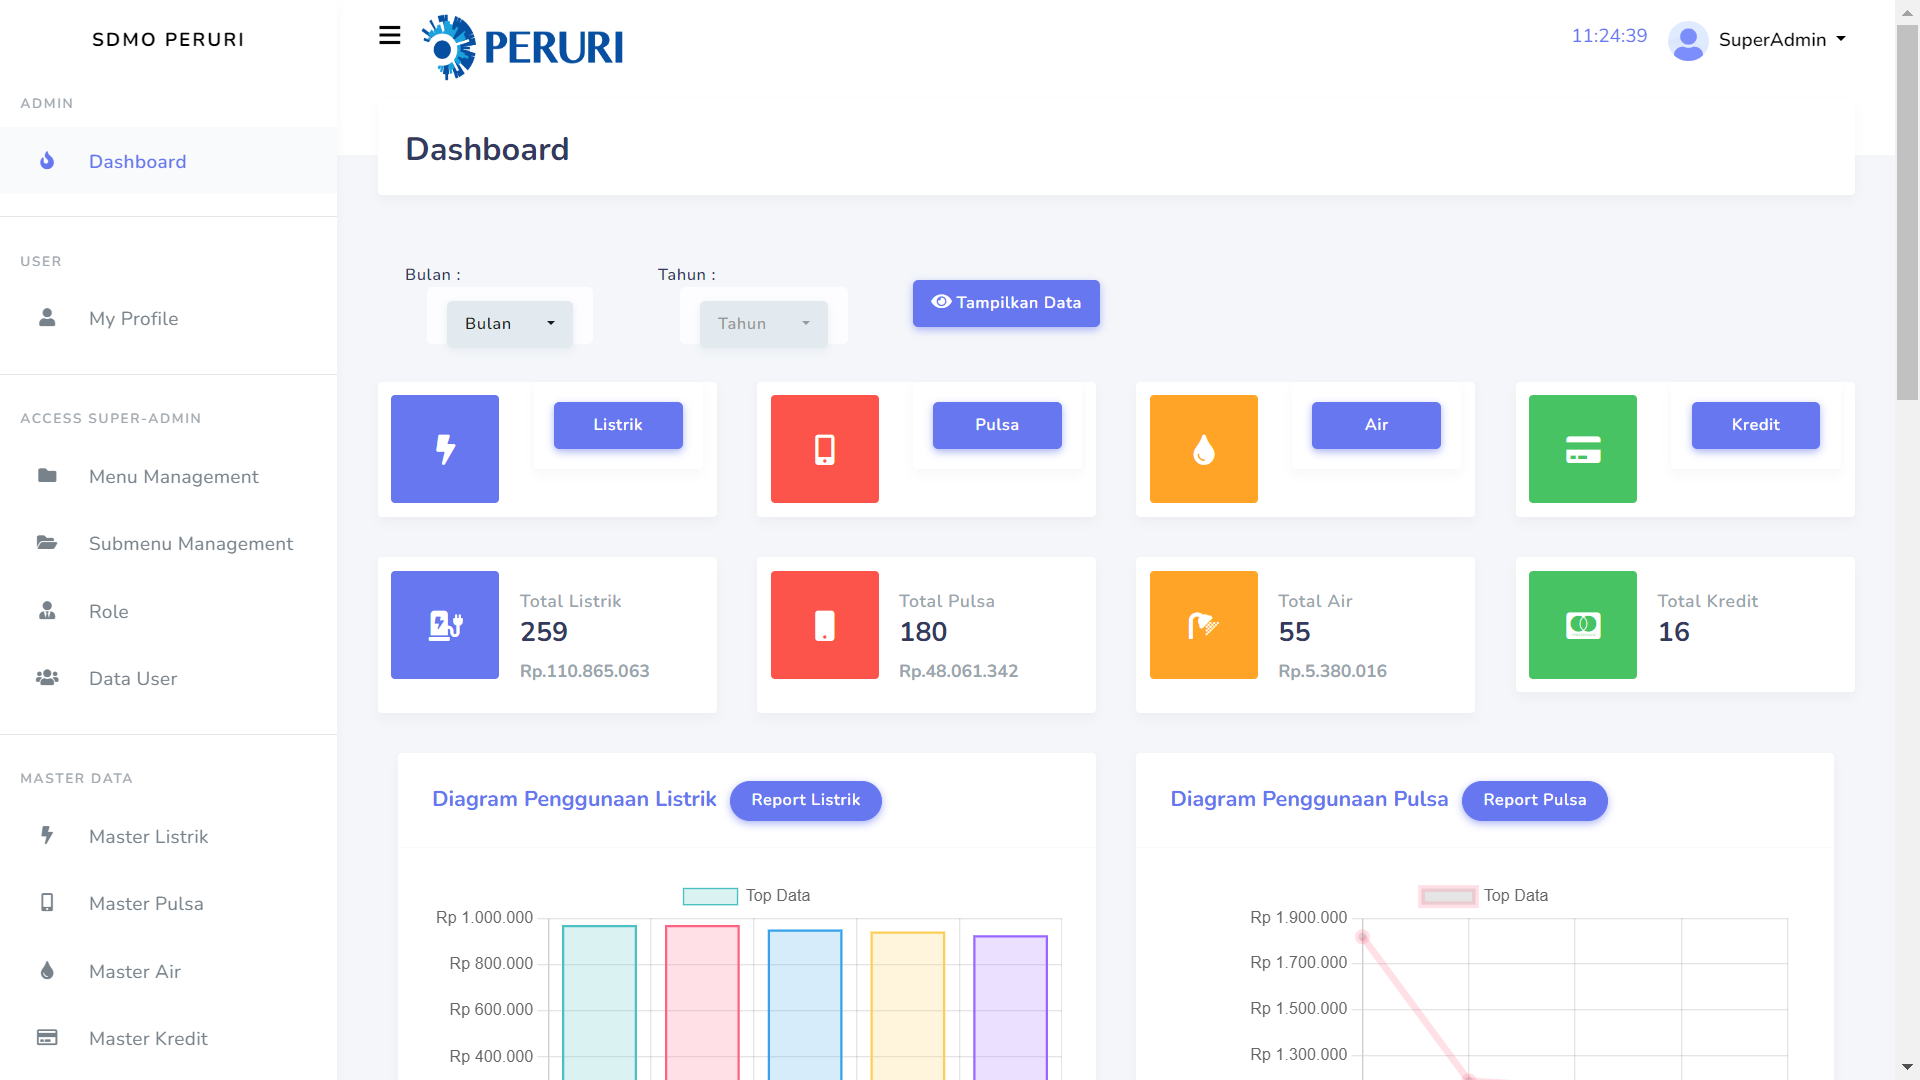 SDMO PERURI
ADMIN
Dashboard
USER
My Profile
ACCESS SUPER-ADMIN
Menu Management
Submenu Management
Role
Data User
MASTER DATA
Master Listrik
Master Pulsa
Master Air
Master Kredit
PERURI
11:24:39
SuperAdmin
Dashboard
Bulan :
Bulan
Tahun :
Tahun
Tampilkan Data
Listrik
Pulsa
Air
Kredit
Total Listrik
259
Rp.110.865.063
Total Pulsa
180
Rp.48.061.342
Total Air
55
Rp.5.380.016
Total Kredit
16
Diagram Penggunaan Listrik
Report Listrik
Top Data
Rp 1.000.000
Rp 800.000
Rp 600.000
Rp 400.000
Diagram Penggunaan Pulsa
Report Pulsa
Top Data
Rp 1.900.000
Rp 1.700.000
Rp 1.500.000
Rp 1.300.000